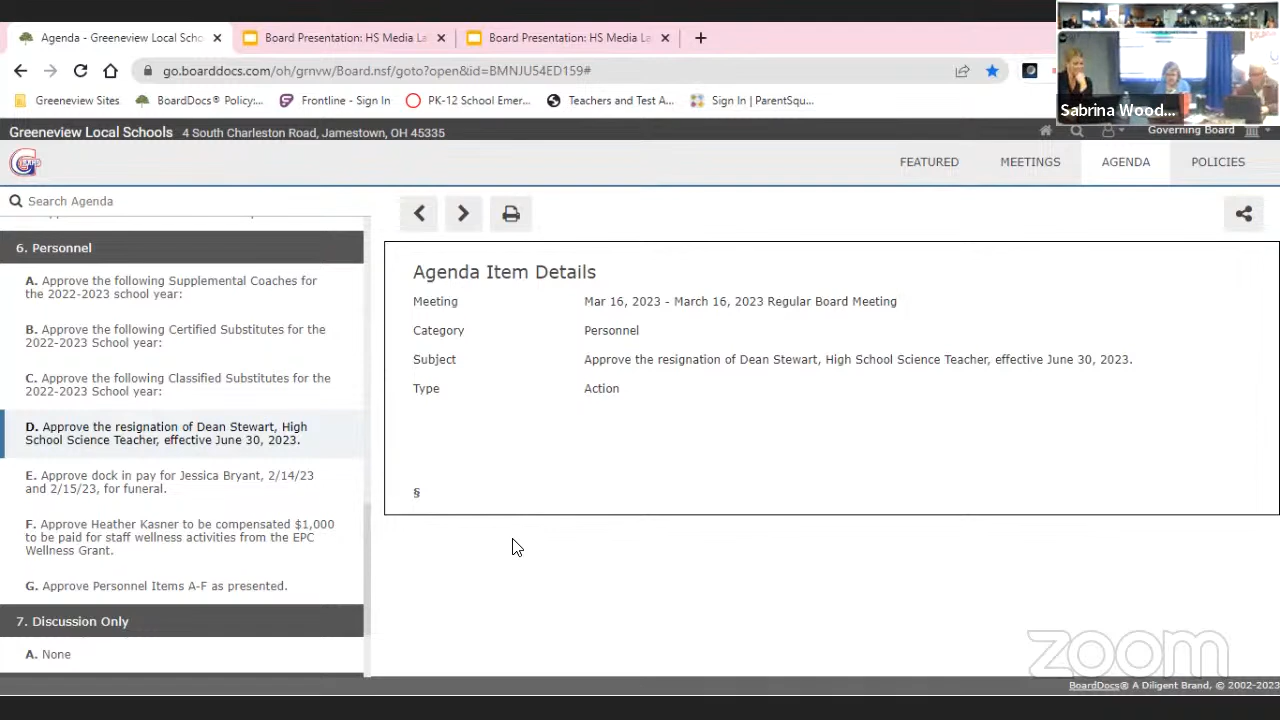 Agenda - Greeneview Local Scho
Board Presentation HS Media L
Board Presentation: HS Media La
go.boarddocs.com/oh/grnvw/Board.nsf/goto?open&id=BMNJU54ED159#
Greeneview Sites
BoardDocs® Policy:...
Frontline - Sign In
PK-12 School Emer...
Teachers and Test A...
Sign In | ParentSqu...
Sabrina Wood...
Greeneview Local Schools 4 South Charleston Road, Jamestown, OH 45335
Governing Board
FEATURED
MEETINGS
AGENDA
POLICIES
Search Agenda
6. Personnel
A. Approve the following Supplemental Coaches for
the 2022-2023 school year:
B. Approve the following Certified Substitutes for the
2022-2023 School year:
C. Approve the following Classified Substitutes for the
2022-2023 School year:
D. Approve the resignation of Dean Stewart, High
School Science Teacher, effective June 30, 2023.
E. Approve dock in pay for Jessica Bryant, 2/14/23
and 2/15/23, for funeral.
F. Approve Heather Kasner to be compensated $1,000
to be paid for staff wellness activities from the EPC
Wellness Grant.
G. Approve Personnel Items A-F as presented.
7. Discussion Only
A. None
Agenda Item Details
Meeting Mar 16, 2023 - March 16, 2023 Regular Board Meeting
Category Personnel
Subject Approve the resignation of Dean Stewart, High School Science Teacher, effective June 30, 2023.
Type Action
§
zoom
BoardDocs® A Diligent Brand, © 2002-2023